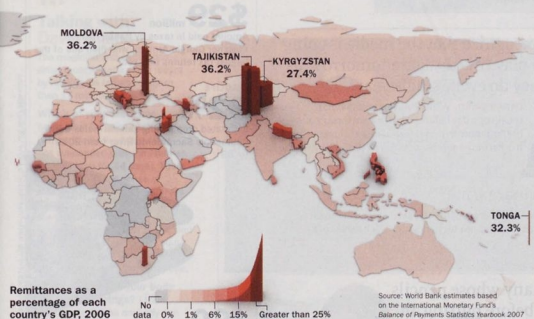 MOLDOVA
36.2%
TAJIKISTAN
36.2%
KYRGYZSTAN
27.4%
TONGA
32.3%
Remittances as a
percentage of each
country's GDP, 2006
No
data
0% 1% 6% 15% Greater than 25%
Source: World Bank estimates based
on the International Monetary Fund's
Balance of Payments Statistics Yearbook 2007